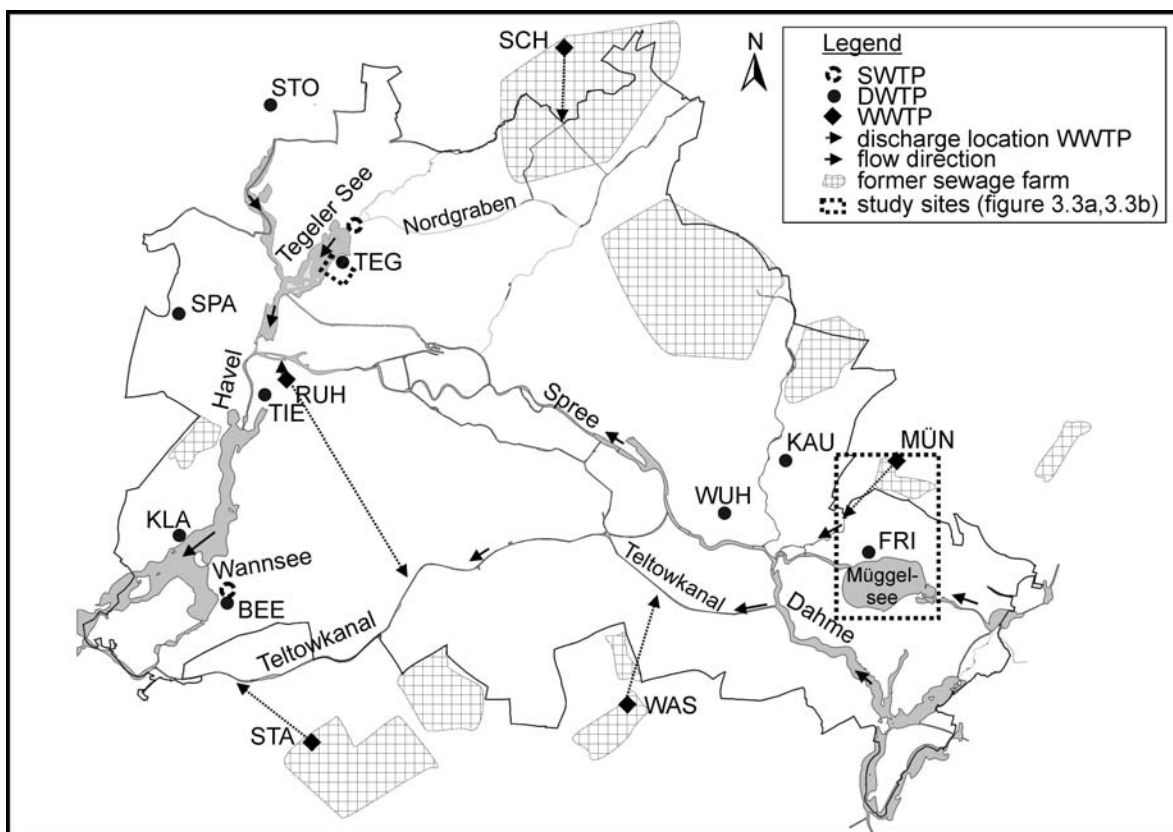 SCH
N
Legend
SWTP
DWTP
WWTP
discharge location WWTP
flow direction
former sewage farm
study sites (figure 3.3a,3.3b)
STO
Tegeler See
Nordgraben
TEG
SPA
Havel
RUH
TIE
Spree
KAU
MÜN
WUH
FRI
Müggel-
see
KLA
Wannsee
BEE
Teltowkanal
Teltowkanal
Dahme
WAS
STA